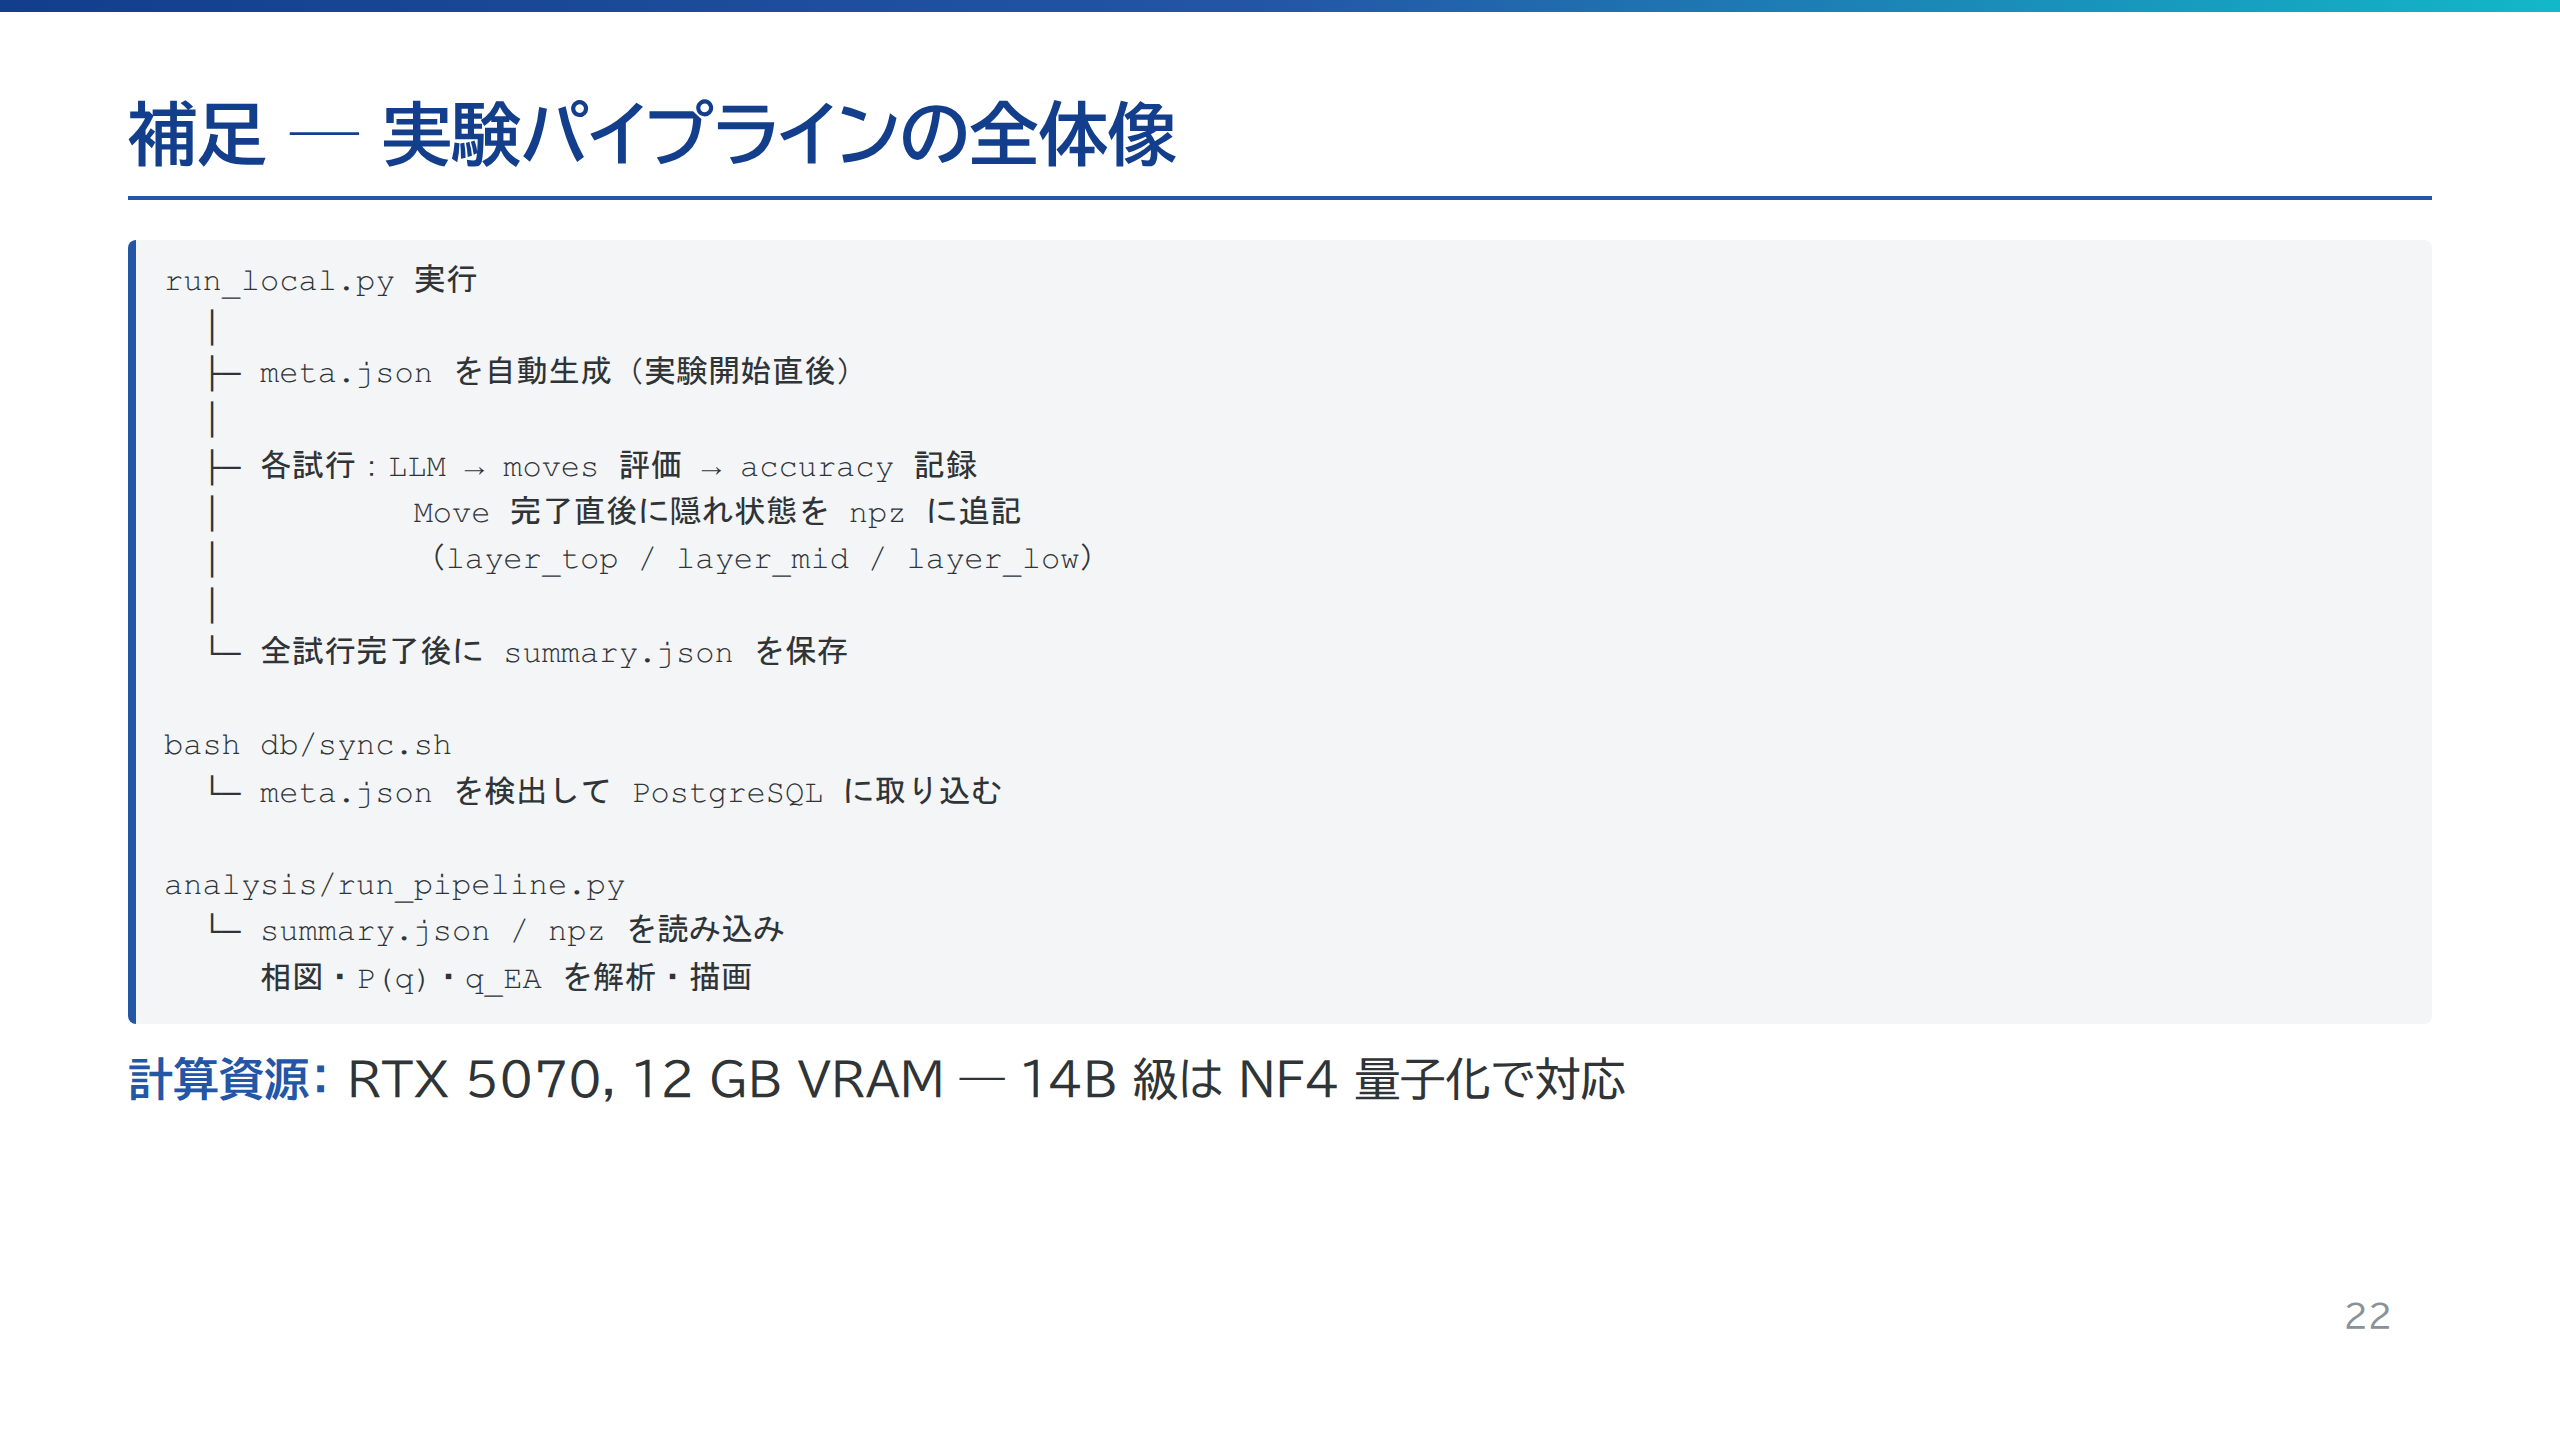 補足 — 実験パイプラインの全体像
run_local.py 実行
│
├─ meta.json を自動生成（実験開始直後）
│
├─ 各試行：LLM → moves 評価 → accuracy 記録
│ Move 完了直後に隠れ状態を npz に追記
│ （layer_top / layer_mid / layer_low）
│
└─ 全試行完了後に summary.json を保存
bash db/sync.sh
└─ meta.json を検出して PostgreSQL に取り込む
analysis/run_pipeline.py
└─ summary.json / npz を読み込み
相図・P(q)・q_EA を解析・描画
計算資源: RTX 5070, 12 GB VRAM — 14B 級は NF4 量子化で対応
22